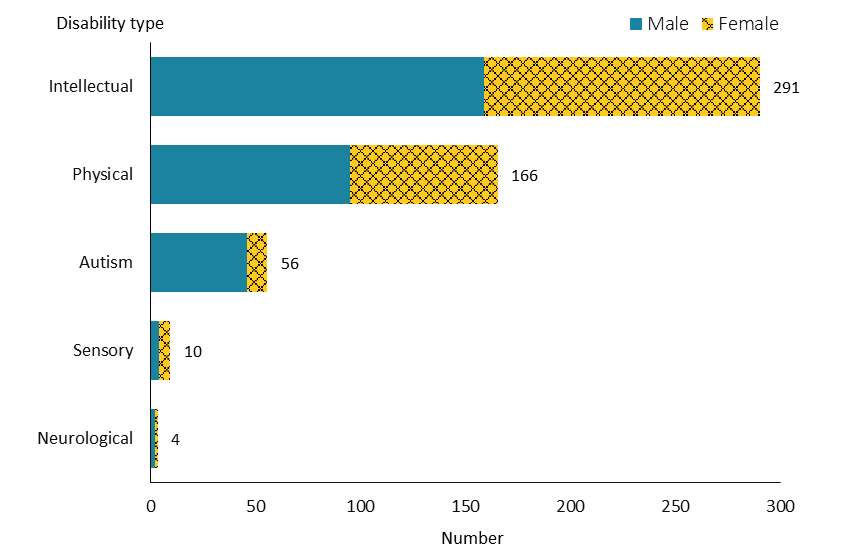 Disability type
Male Female
Intellectual 291
Physical 166
Autism 56
Sensory 10
Neurological 4
0 50 100 150 200 250 300
Number